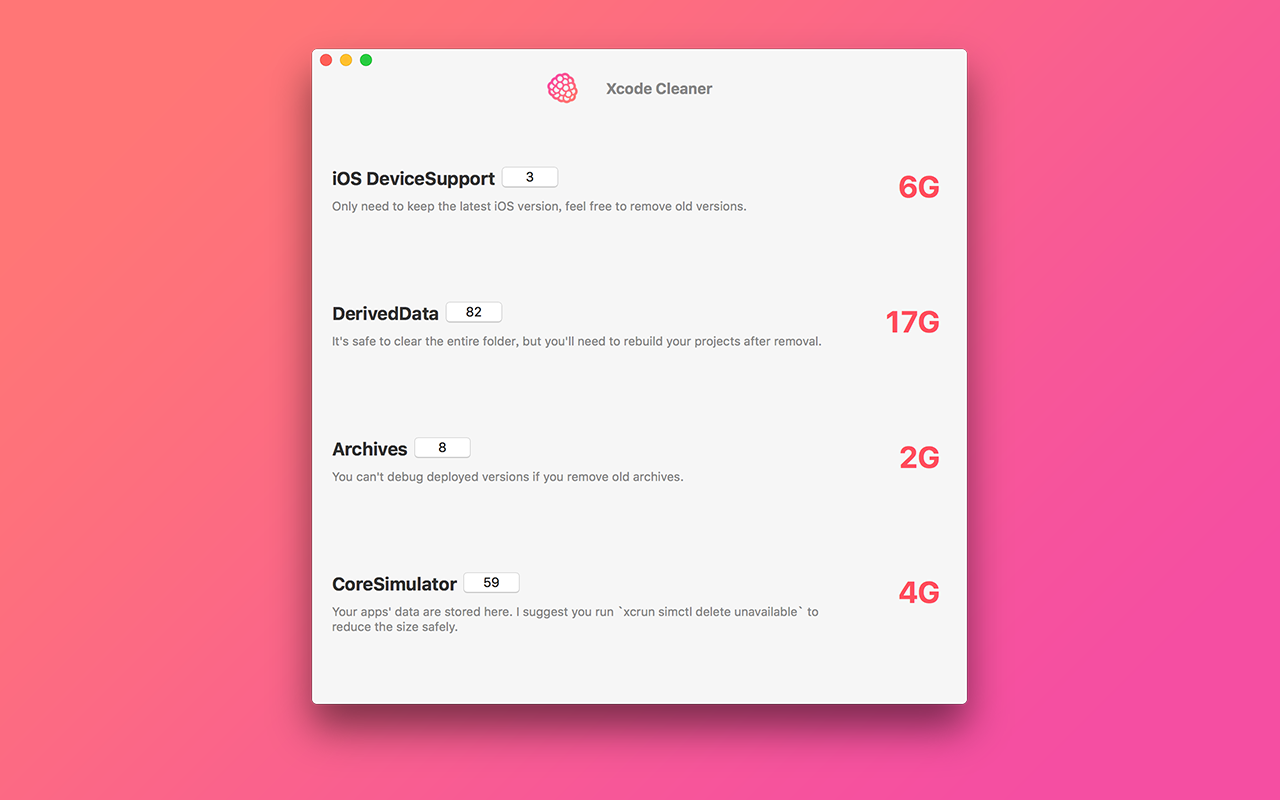 Xcode Cleaner
iOS DeviceSupport 3
6G
Only need to keep the latest iOS version, feel free to remove old versions.
DerivedData 82
17G
It's safe to clear the entire folder, but you'll need to rebuild your projects after removal.
Archives 8
2G
You can't debug deployed versions if you remove old archives.
CoreSimulator 59
4G
Your apps' data are stored here. I suggest you run `xcrun simctl delete unavailable` to
reduce the size safely.